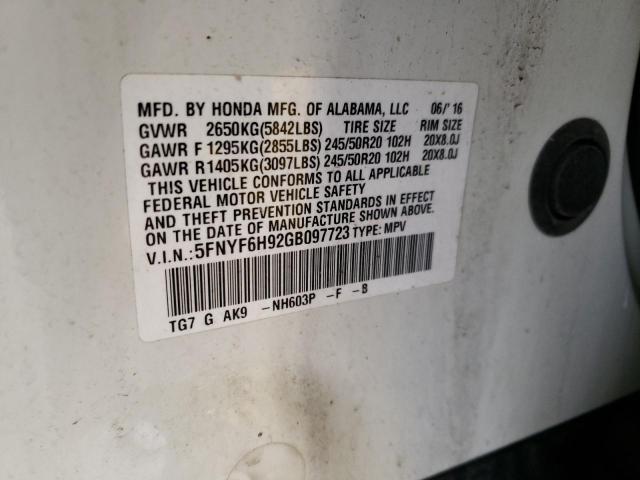 MFD. BY HONDA MFG. OF ALABAMA, LLC 06/'16
GVWR 2650KG(5842LBS) TIRE SIZE RIM SIZE
GAWR F 1295KG(2855LBS) 245/50R20 102H 20X8.0J
GAWR R 1405KG(3097LBS) 245/50R20 102H 20X8.0J
THIS VEHICLE CONFORMS TO ALL APPLICABLE
FEDERAL MOTOR VEHICLE SAFETY
AND THEFT PREVENTION STANDARDS IN EFFECT
ON THE DATE OF MANUFACTURE SHOWN ABOVE.
V.I.N.:5FNYF6H92GB097723 TYPE: MPV
TG7 G AK9 -NH603P -F -B